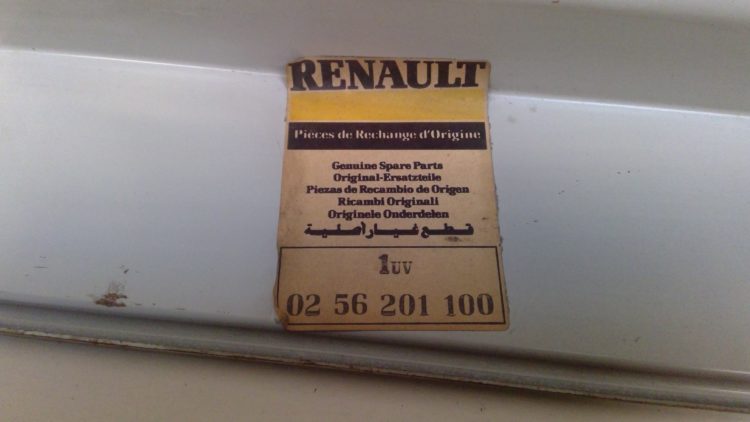 RENAULT
Pièces de Rechange d'Origine
Genuine Spare Parts
Original-Ersatzteile
Piezas de Recambio de Origen
Ricambi Originali
Originele Onderdelen
قطع غيار أصلية
1UV
02 56 201 100